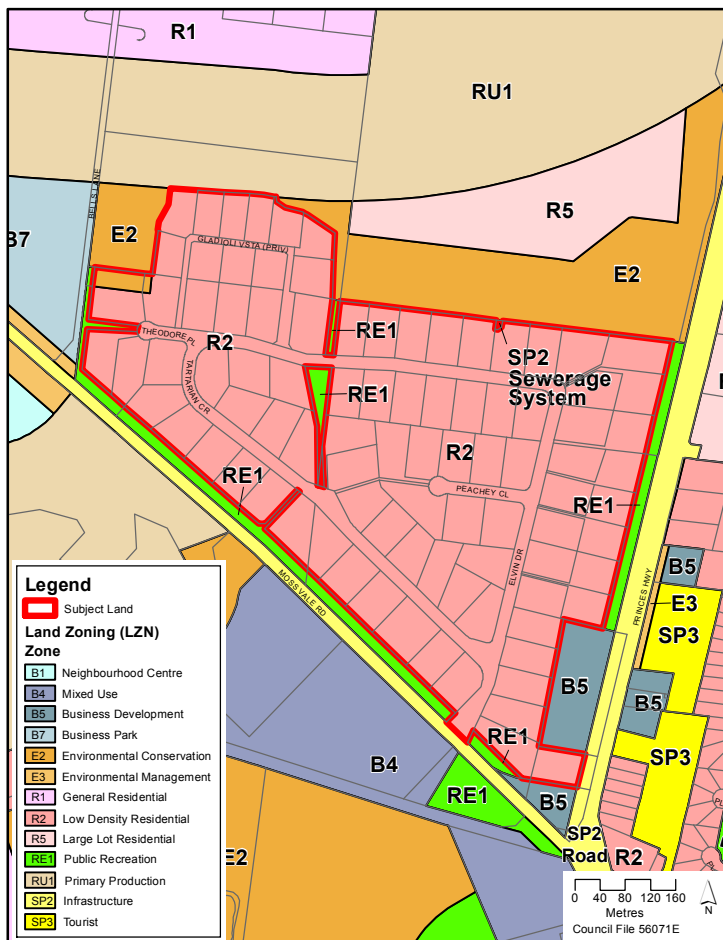 R1
RU1
BELLS LANE
R5
B7
E2
GLADIOLI VSTA (PRIV)
E2
THEODORE PL
R2
RE1
SP2
Sewerage
System
TARTARIAN CR
RE1
R2
RE1
PEACHEY CL
RE1
ELVIN DR
PRINCES HWY
B5
E3
SP3
MOSSVALE RD
B5
B5
RE1
SP3
B4
RE1
B5
SP2
Road
R2
E2
Legend
Subject Land
Land Zoning (LZN)
Zone
B1 Neighbourhood Centre
B4 Mixed Use
B5 Business Development
B7 Business Park
E2 Environmental Conservation
E3 Environmental Management
R1 General Residential
R2 Low Density Residential
R5 Large Lot Residential
RE1 Public Recreation
RU1 Primary Production
SP2 Infrastructure
SP3 Tourist
0 40 80 120 160
Metres
N
Council File 56071E